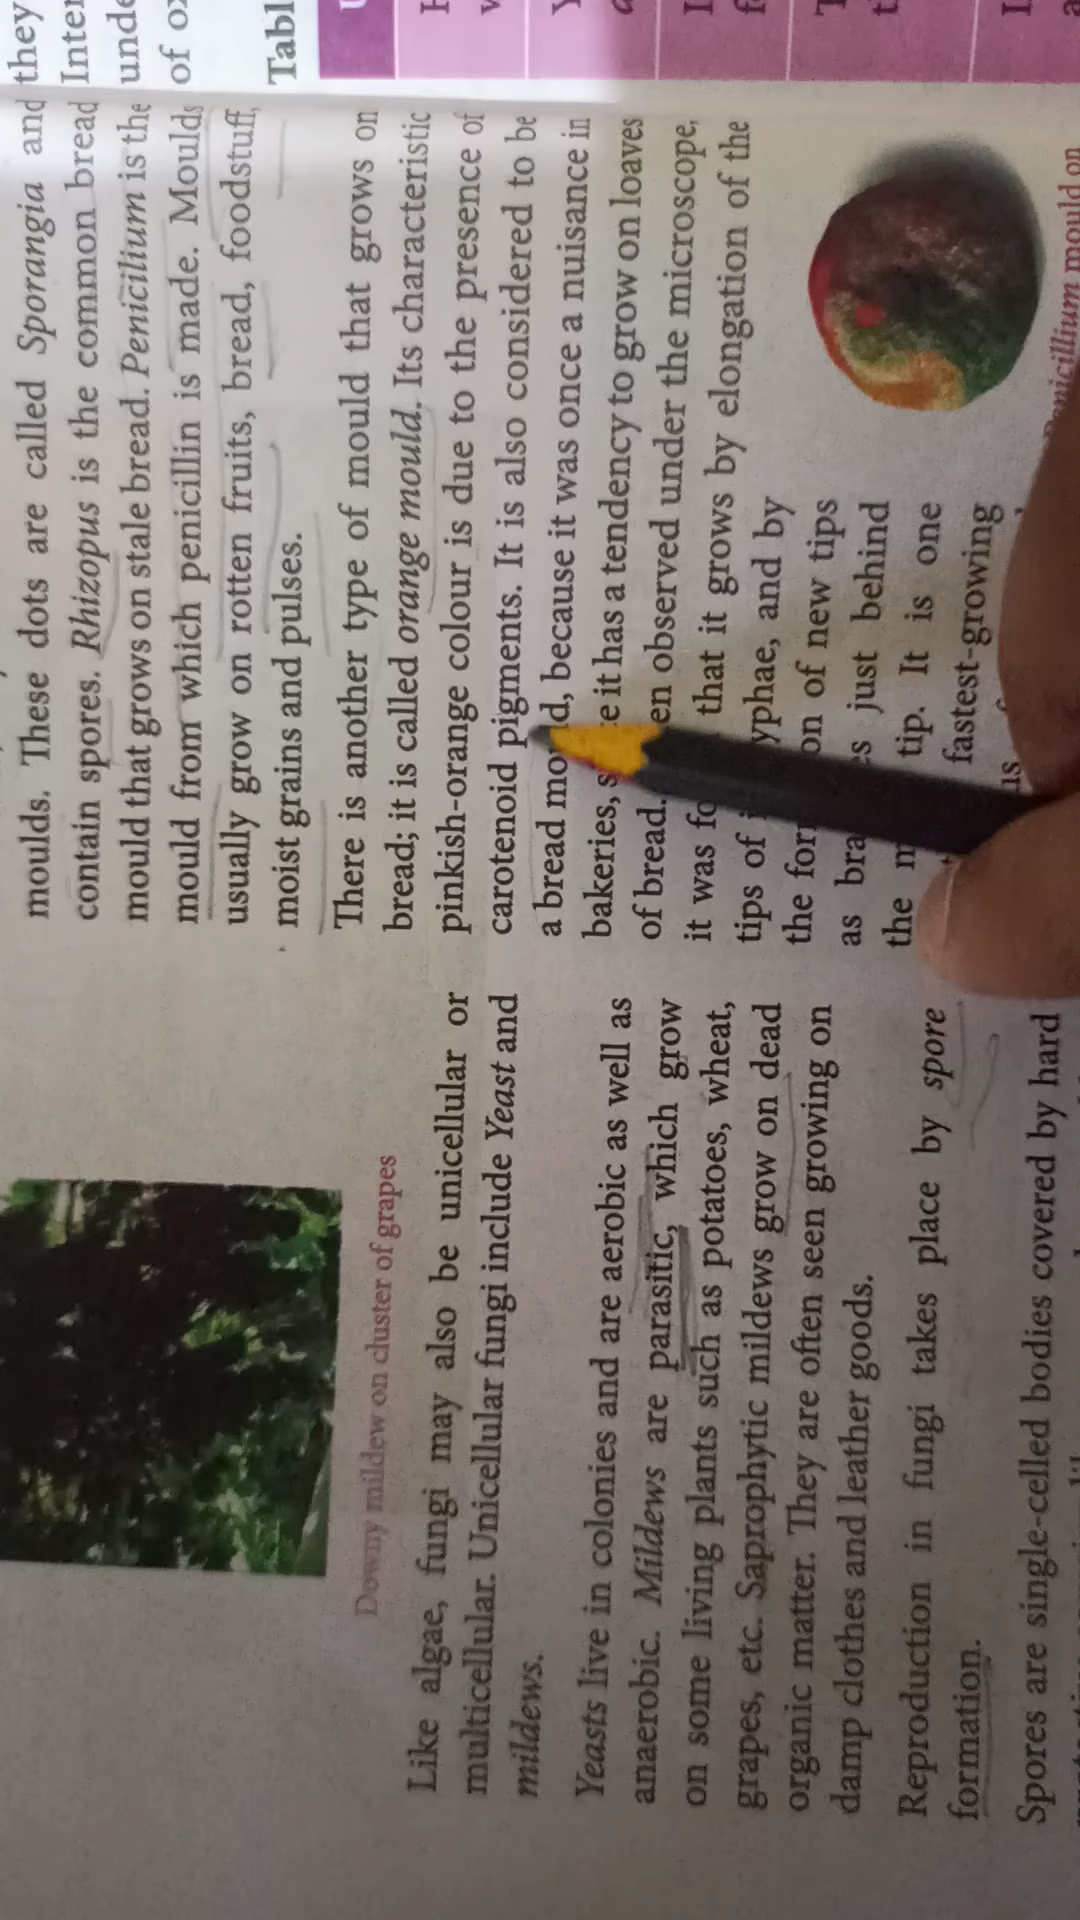 Downy mildew on cluster of grapes
Like algae, fungi may also be unicellular or
multicellular. Unicellular fungi include Yeast and
mildews.
Yeasts live in colonies and are aerobic as well as
anaerobic. Mildews are parasitic, which grow
on some living plants such as potatoes, wheat,
grapes, etc. Saprophytic mildews grow on dead
organic matter. They are often seen growing on
damp clothes and leather goods.
Reproduction in fungi takes place by spore
formation.
Spores are single-celled bodies covered by hard
moulds. These dots are called Sporangia and they
contain spores. Rhizopus is the common bread
mould that grows on stale bread. Penicilium is the
mould from which penicillin is made. Moulds
usually grow on rotten fruits, bread, foodstuff,
moist grains and pulses.
There is another type of mould that grows on
bread; it is called orange mould. Its characteristic
pinkish-orange colour is due to the presence of
carotenoid pigments. It is also considered to be
a bread because it was once a nuisance in
bakeries, it has a tendency to grow on loaves
of bread. observed under the microscope,
it was that it grows by elongation of the
tips of and by
the of new tips
as just behind
the tip. It is one
fastest-growing
mould on
of
Tabl